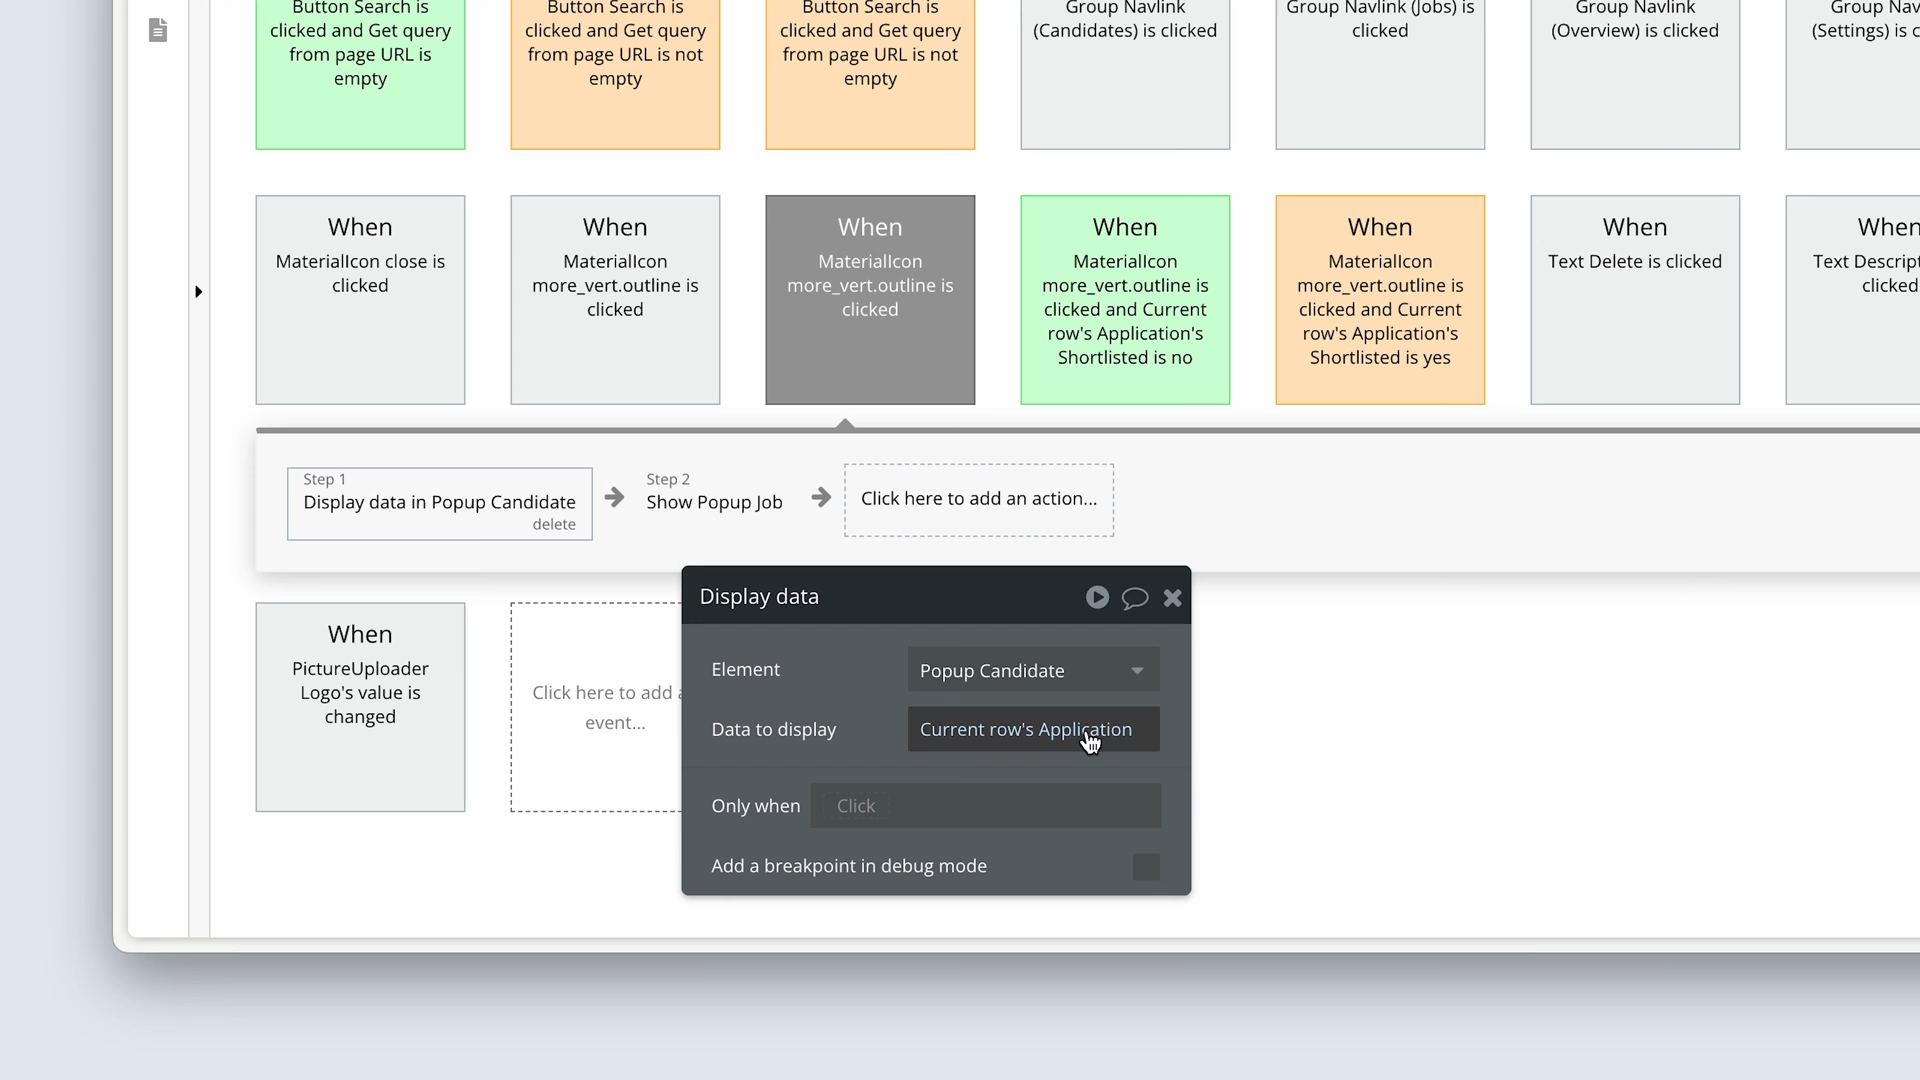 Button Search is
clicked and Get query
from page URL is
empty
Button Search is
clicked and Get query
from page URL is not
empty
Button Search is
clicked and Get query
from page URL is not
empty
Group Navlink
(Candidates) is clicked
Group Navlink (Jobs) is
clicked
Group Navlink
(Overview) is clicked
Group Nav
(Settings) is c
When
MaterialIcon close is
clicked
When
MaterialIcon
more_vert.outline is
clicked
When
MaterialIcon
more_vert.outline is
clicked
When
MaterialIcon
more_vert.outline is
clicked and Current
row's Application's
Shortlisted is no
When
MaterialIcon
more_vert.outline is
clicked and Current
row's Application's
Shortlisted is yes
When
Text Delete is clicked
When
Text Descript
clicked
Step 1
Display data in Popup Candidate
delete
Step 2
Show Popup Job
Click here to add an action...
When
PictureUploader
Logo's value is
changed
Click here to add a
event...
Display data
Element
Popup Candidate
Data to display
Current row's Application
Only when
Click
Add a breakpoint in debug mode